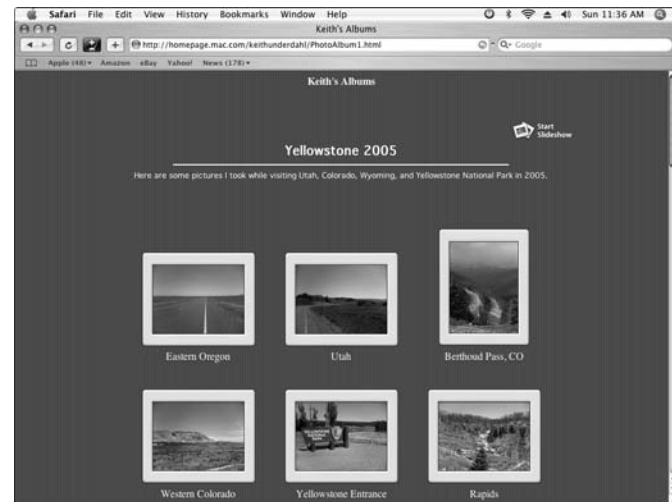 Safari File Edit View History Bookmarks Window Help Sun 11:36 AM
Keith's Albums
http://homepage.mac.com/keithunderdahl/PhotoAlbum1.html Google
Apple (48) Amazon eBay Yahoo! News (178)
Keith's Albums
Start
Slideshow
Yellowstone 2005
Here are some pictures I took while visiting Utah, Colorado, Wyoming, and Yellowstone National Park in 2005.
Eastern Oregon Utah Berthoud Pass, CO
YELLOWSTONE
NATIONAL
PARK
Western Colorado Yellowstone Entrance Rapids